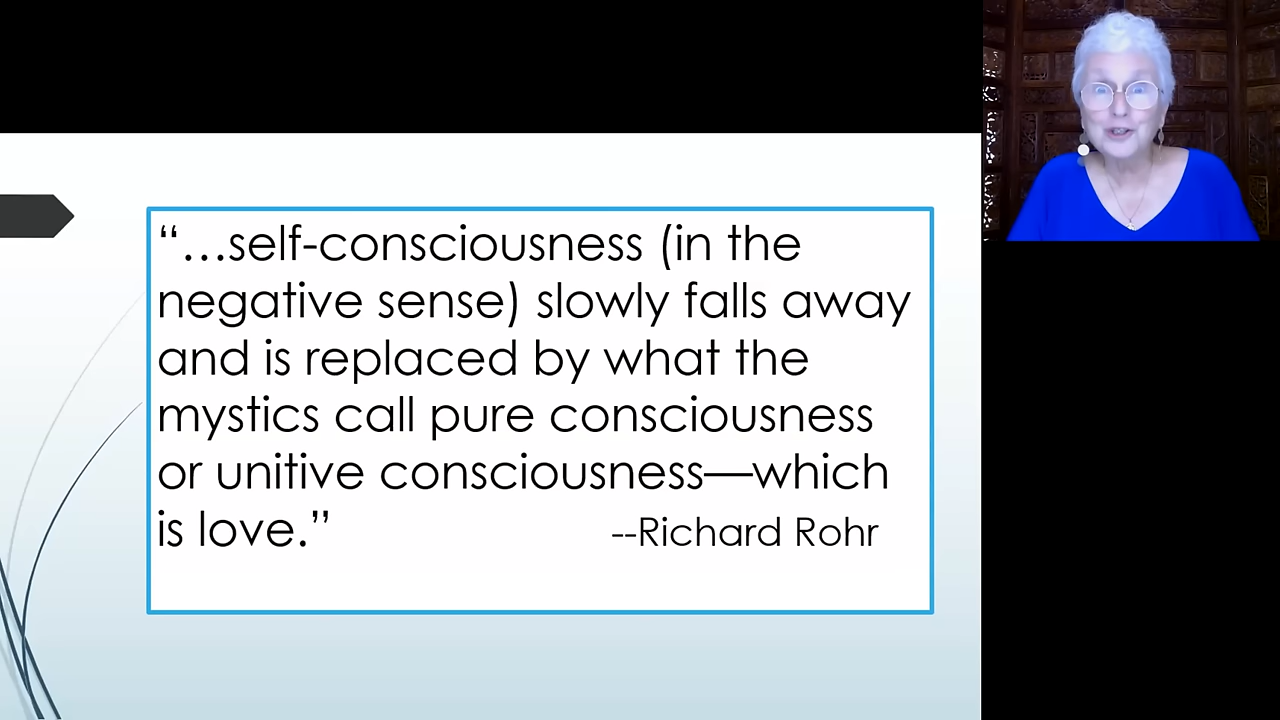 “…self-consciousness (in the
negative sense) slowly falls away
and is replaced by what the
mystics call pure consciousness
or unitive consciousness—which
is love.” --Richard Rohr